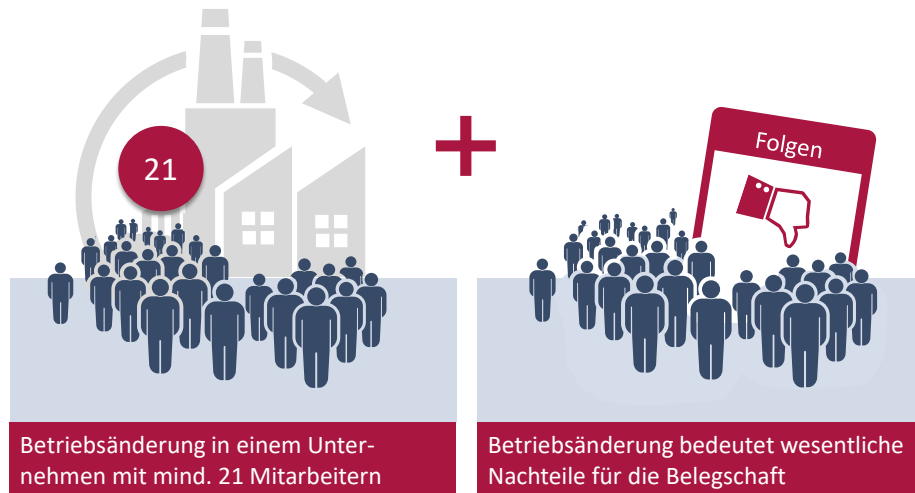 21
Folgen
Betriebsänderung in einem Unter-
nehmen mit mind. 21 Mitarbeitern
Betriebsänderung bedeutet wesentliche
Nachteile für die Belegschaft